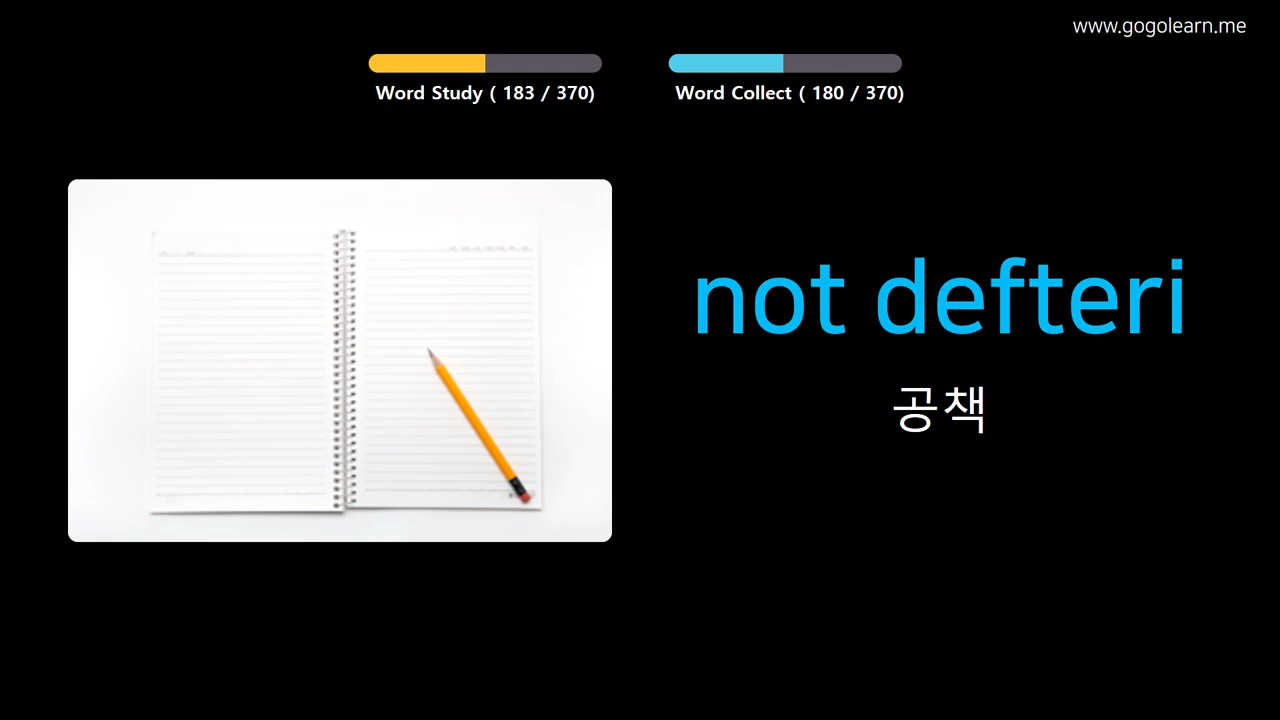 www.gogolearn.me
Word Study ( 183 / 370)
Word Collect ( 180 / 370)
not defteri
공책